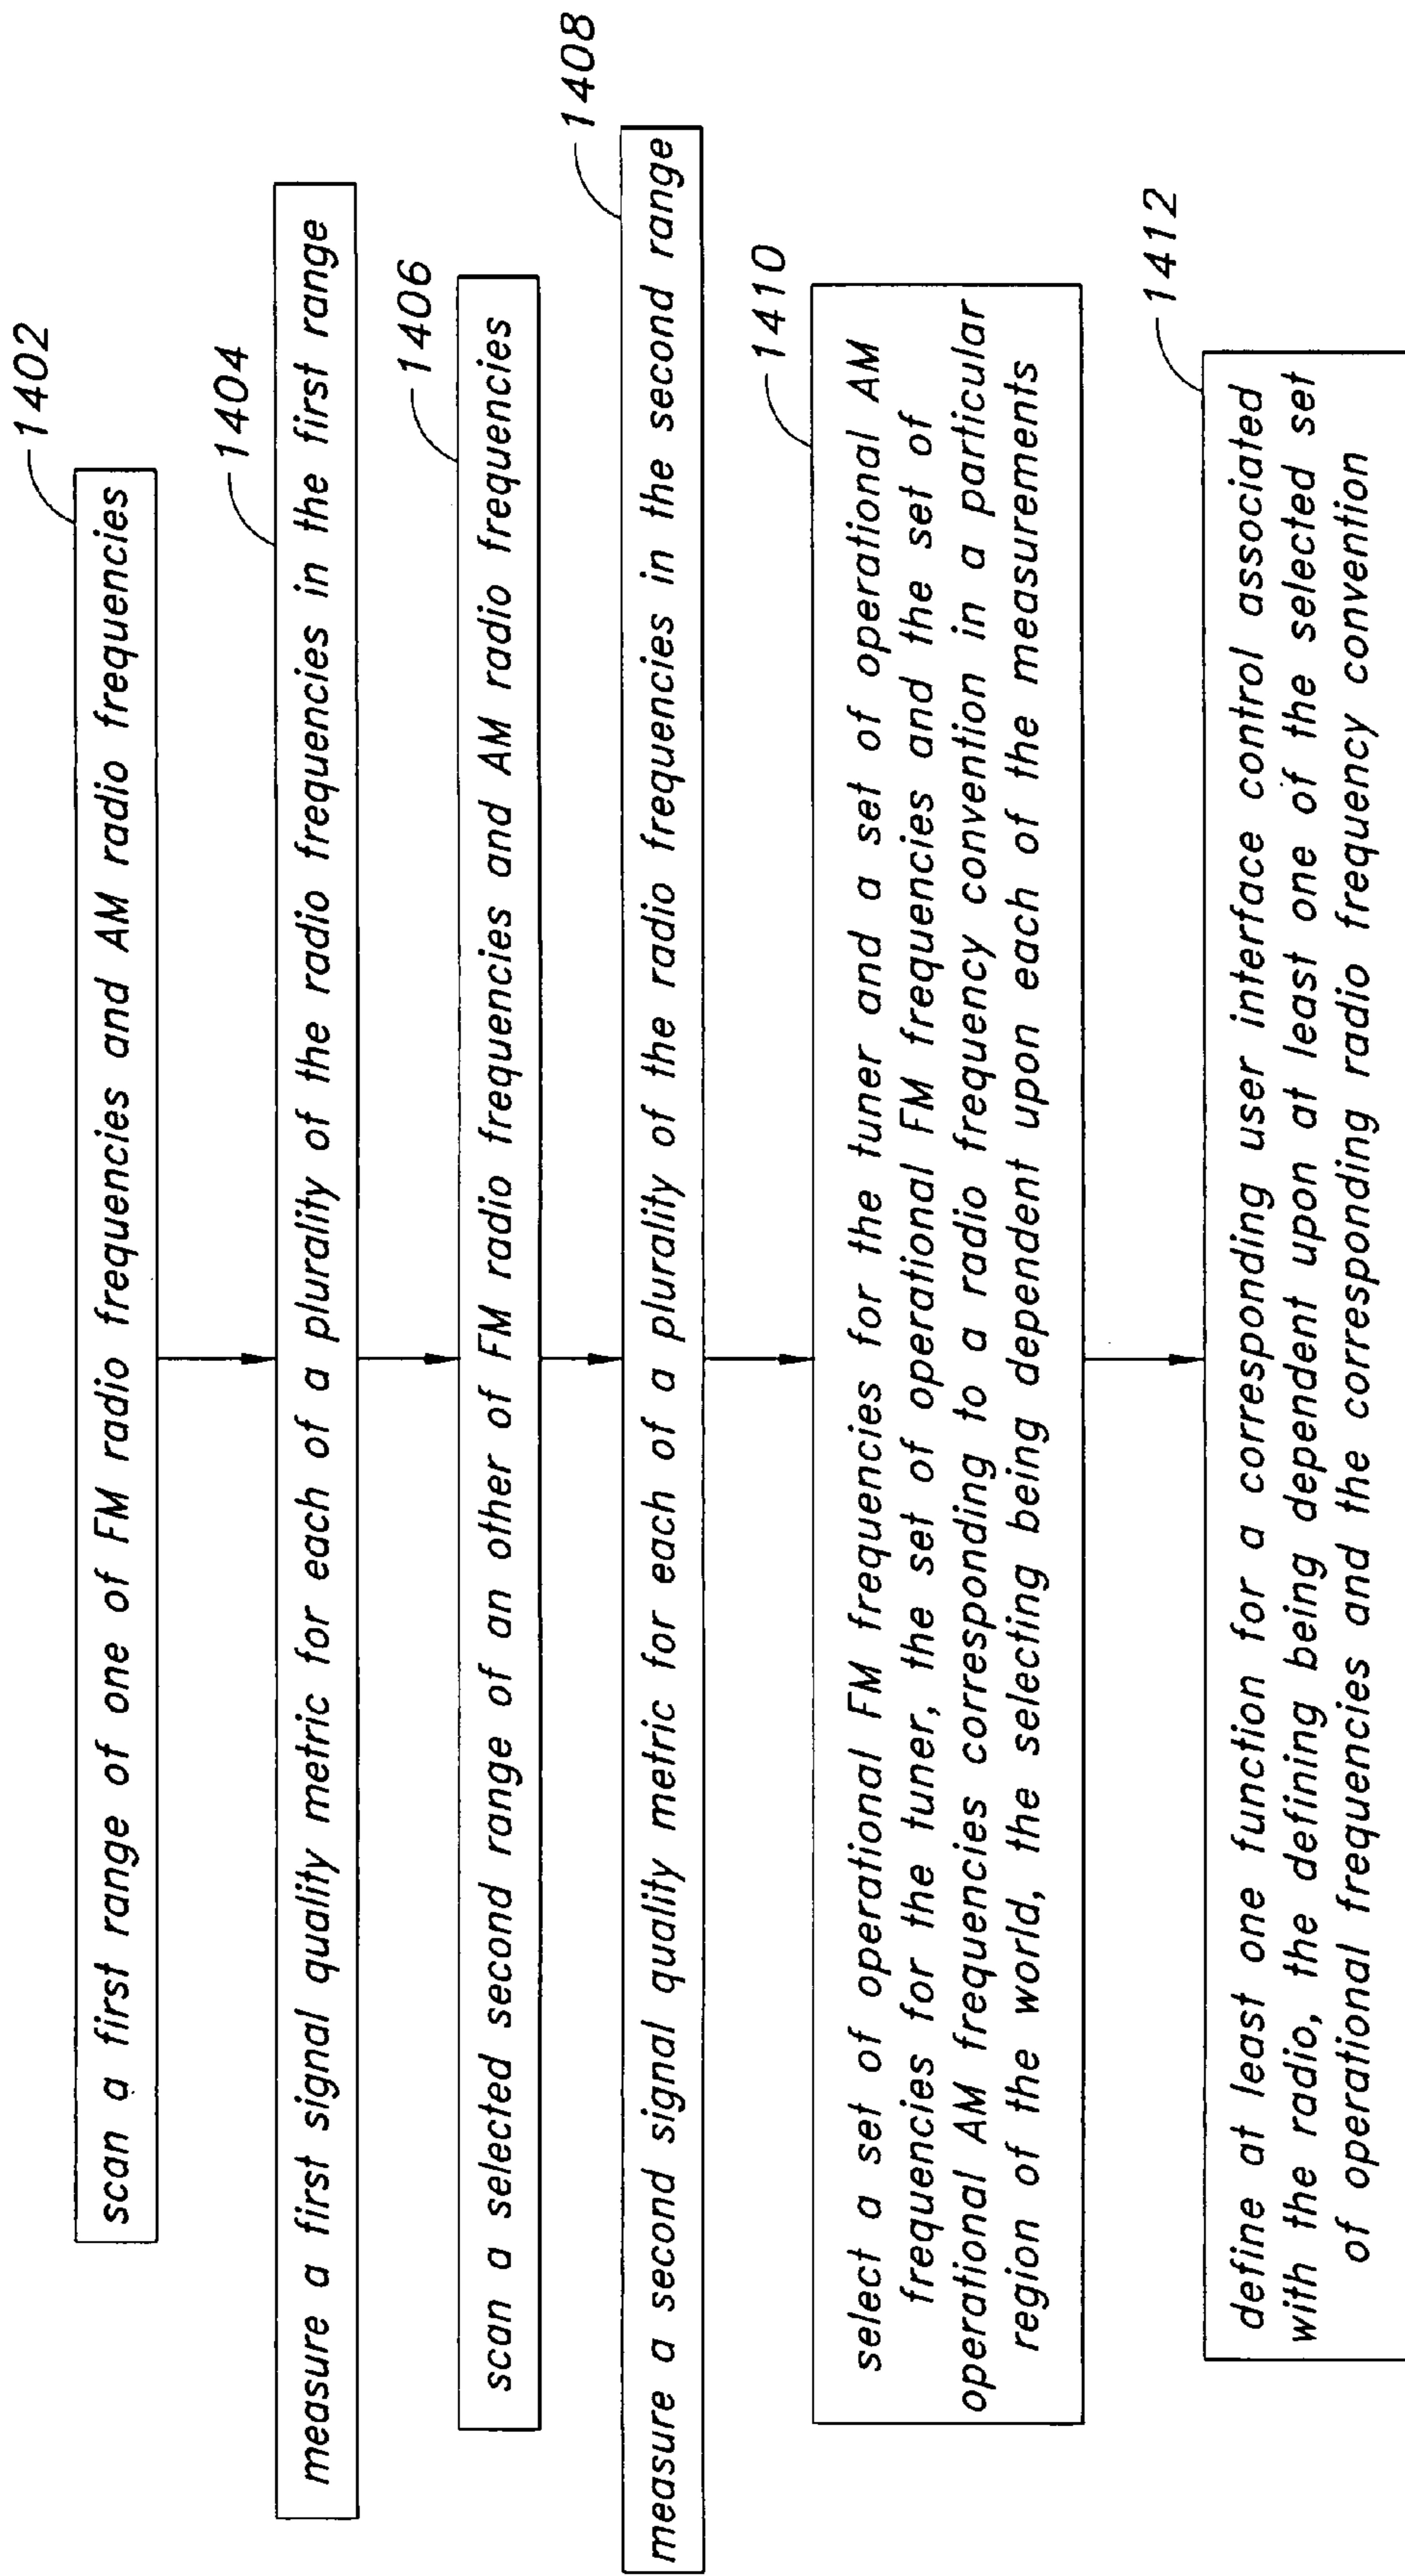 1402
scan a first range of one of FM radio frequencies and AM radio frequencies
1404
measure a first signal quality metric for each of a plurality of the radio frequencies in the first range
1406
scan a selected second range of an other of FM radio frequencies and AM radio frequencies
1408
measure a second signal quality metric for each of a plurality of the radio frequencies in the second range
1410
select a set of operational FM frequencies for the tuner and a set of operational AM
frequencies for the tuner, the set of operational FM frequencies and the set of
operational AM frequencies corresponding to a radio frequency convention in a particular
region of the world, the selecting being dependent upon each of the measurements
1412
define at least one function for a corresponding user interface control associated
with the radio, the defining being dependent upon at least one of the selected set
of operational frequencies and the corresponding radio frequency convention